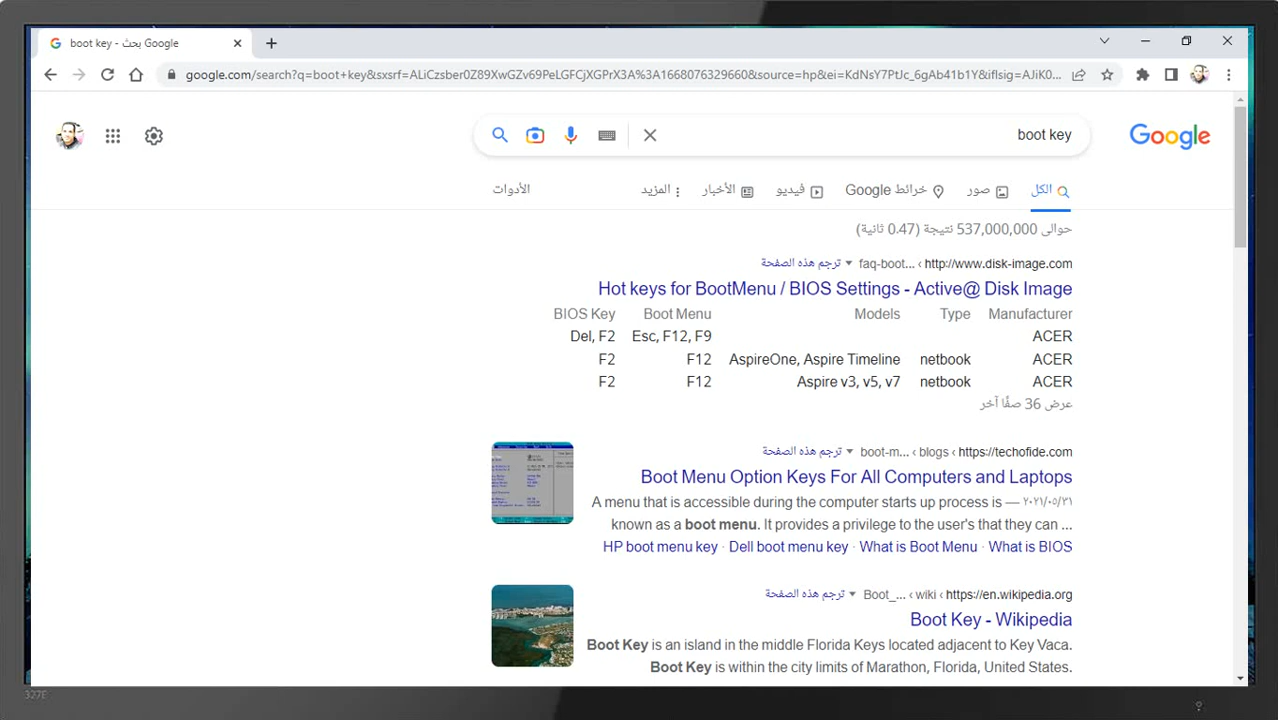 boot key - بحث Google
google.com/search?q=boot+key&sxsrf=ALiCzsber0Z89XwGZv69PeLGFCjXGPrX3A%3A1668076329660&source=hp&ei=KdNsY7PtJc_6gAb41b1Y&iflsig=AJiK0...
boot key
Google
الكل
صور
خرائط Google
فيديو
الأخبار
المزيد
الأدوات
حوالى 537,000,000 نتيجة (0.47 ثانية)
http://www.disk-image.com › faq-boot... ترجم هذه الصفحة
Hot keys for BootMenu / BIOS Settings - Active@ Disk Image
BIOS Key Boot Menu Models Type Manufacturer
Del, F2 Esc, F12, F9 ACER
F2 F12 AspireOne, Aspire Timeline netbook ACER
F2 F12 Aspire v3, v5, v7 netbook ACER
عرض 36 صفًا آخر
https://techofide.com › blogs › boot-m... ترجم هذه الصفحة
Boot Menu Option Keys For All Computers and Laptops
٢٠٢١/٠٥/٣١ — A menu that is accessible during the computer starts up process is
known as a boot menu. It provides a privilege to the user's that they can ...
HP boot menu key · Dell boot menu key · What is Boot Menu · What is BIOS
https://en.wikipedia.org › wiki › Boot_... ترجم هذه الصفحة
Boot Key - Wikipedia
Boot Key is an island in the middle Florida Keys located adjacent to Key Vaca.
Boot Key is within the city limits of Marathon, Florida, United States.
327E